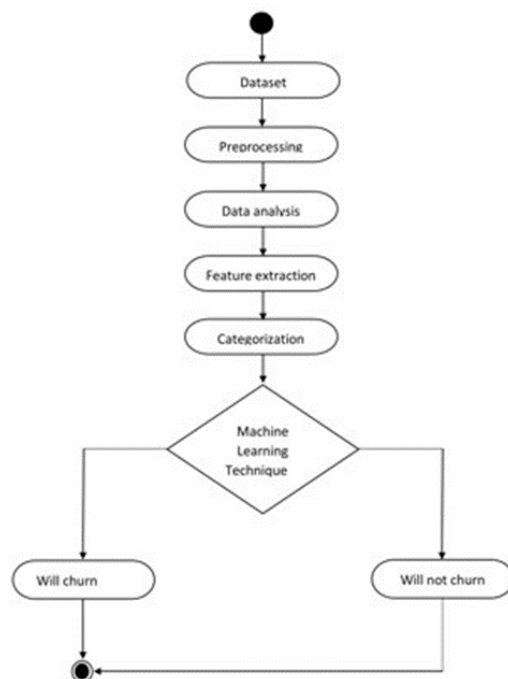 Dataset
Preprocessing
Data analysis
Feature extraction
Categorization
Machine
Learning
Technique
Will churn
Will not churn